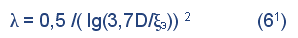 λ = 0,5 /( lg(3,7D/ξэ)) ² (6¹)